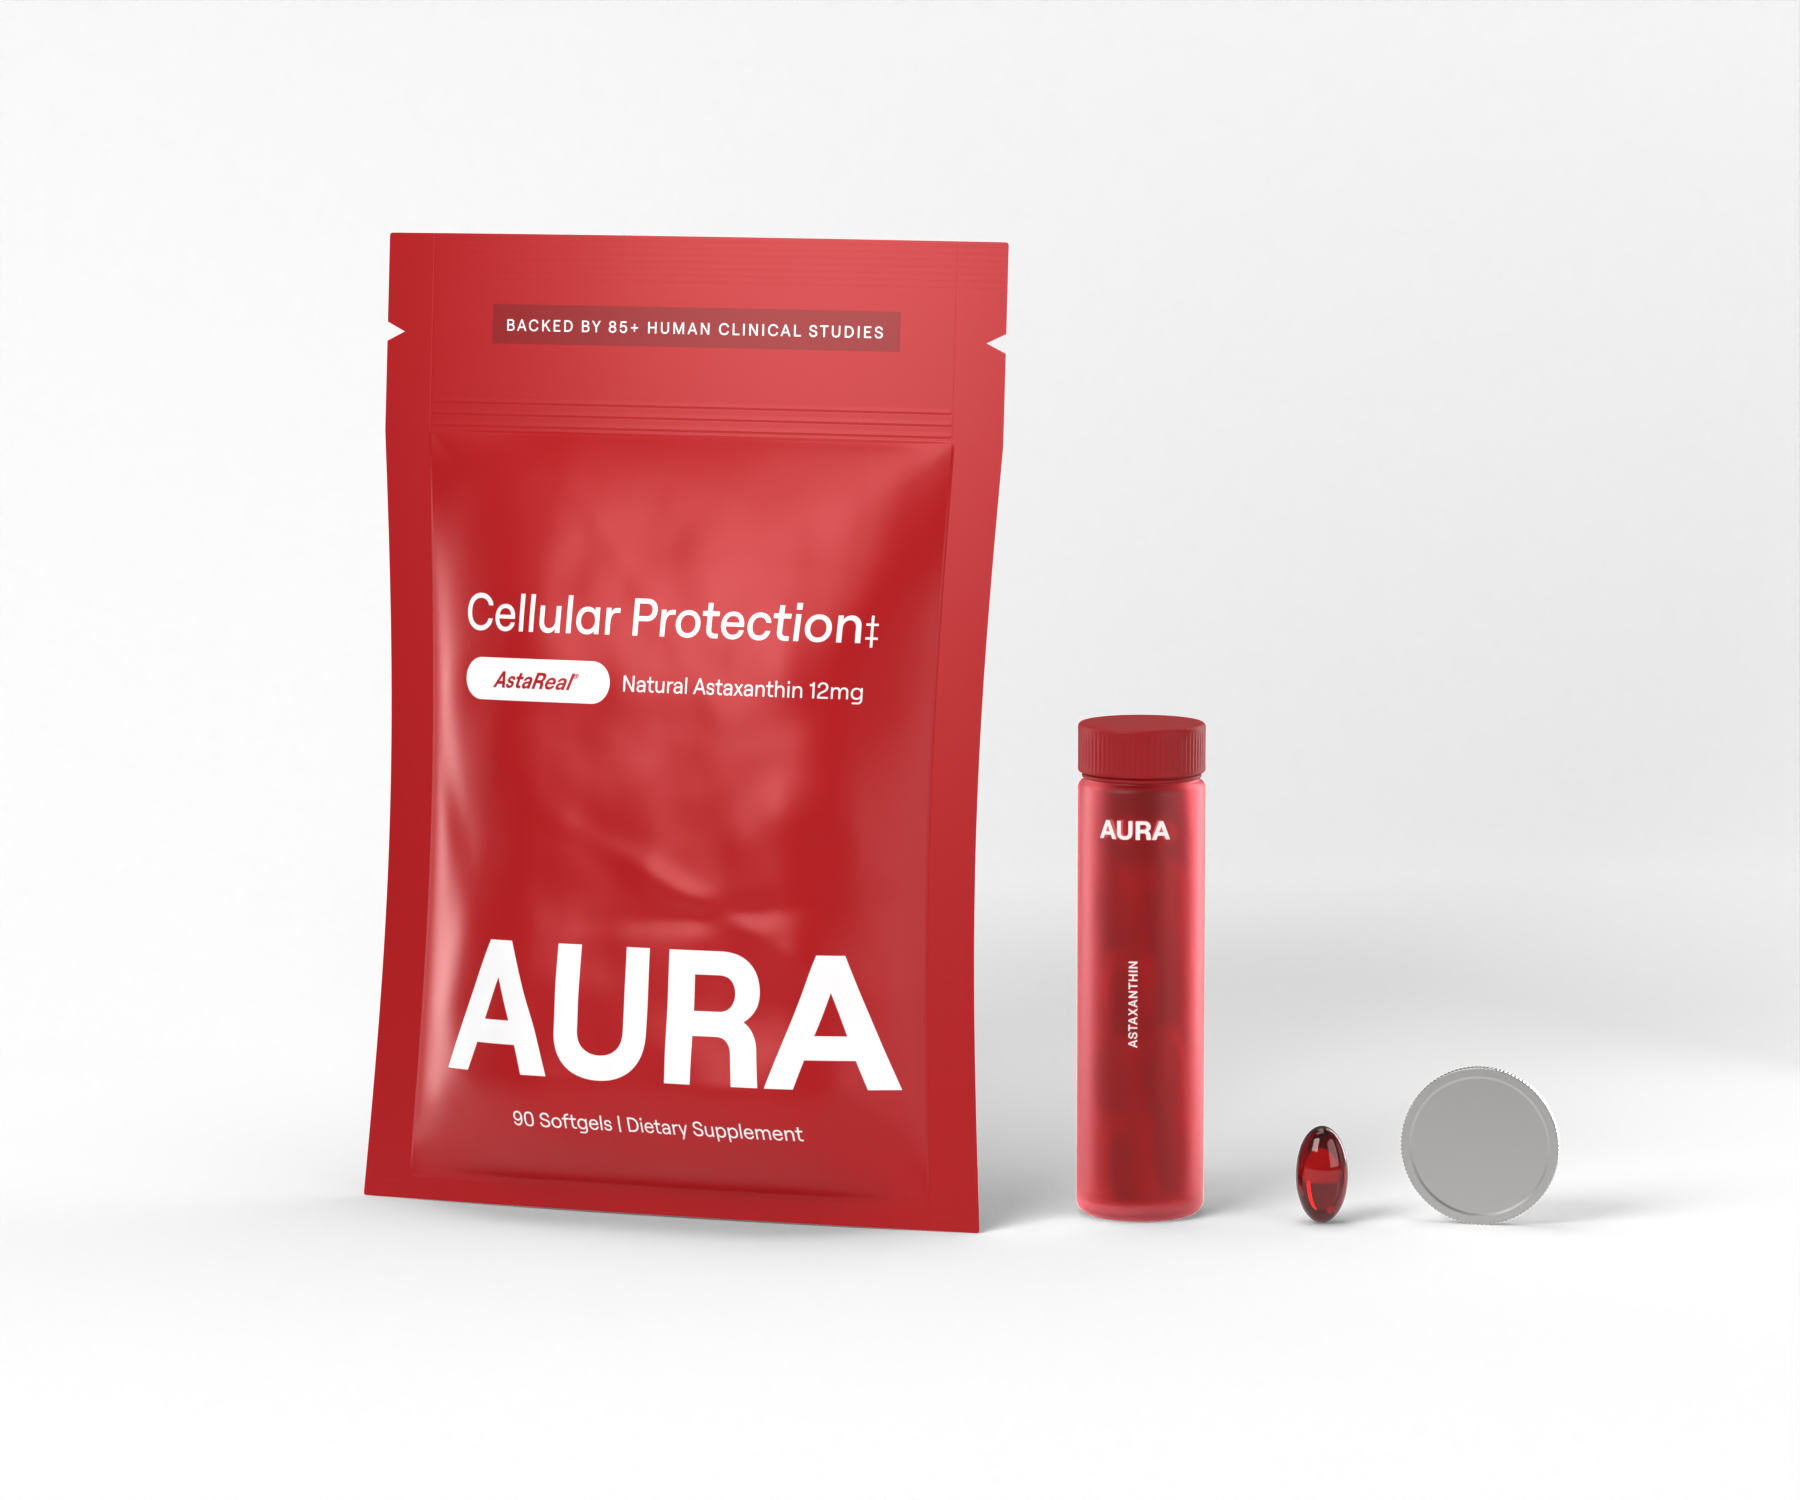 BACKED BY 85+ HUMAN CLINICAL STUDIES
Cellular Protection‡
AstaReal® Natural Astaxanthin 12mg
AURA
90 Softgels | Dietary Supplement
AURA
ASTAXANTHIN